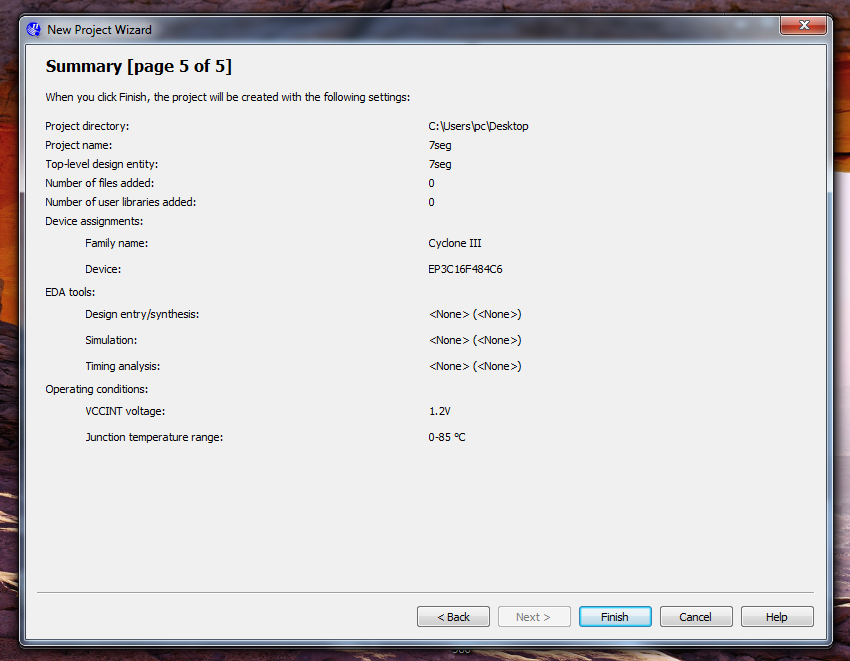 New Project Wizard
Summary [page 5 of 5]
When you click Finish, the project will be created with the following settings:
Project directory: C:\Users\pc\Desktop
Project name: 7seg
Top-level design entity: 7seg
Number of files added: 0
Number of user libraries added: 0
Device assignments:
Family name: Cyclone III
Device: EP3C16F484C6
EDA tools:
Design entry/synthesis: <None> (<None>)
Simulation: <None> (<None>)
Timing analysis: <None> (<None>)
Operating conditions:
VCCINT voltage: 1.2V
Junction temperature range: 0-85 ºC
< Back Next > Finish Cancel Help